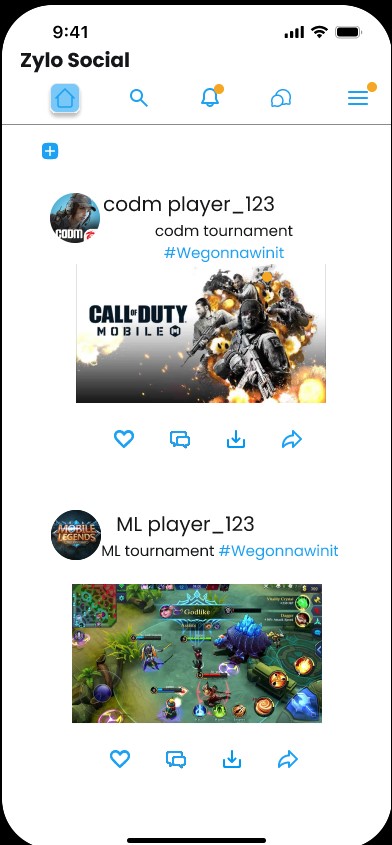 9:41
Zylo Social
codm player_123
CODM
codm tournament
#Wegonnawinit
CALL OF DUTY
MOBILE
ML player_123
MOBILE
LEGENDS
ML tournament #Wegonnawinit
Godlike